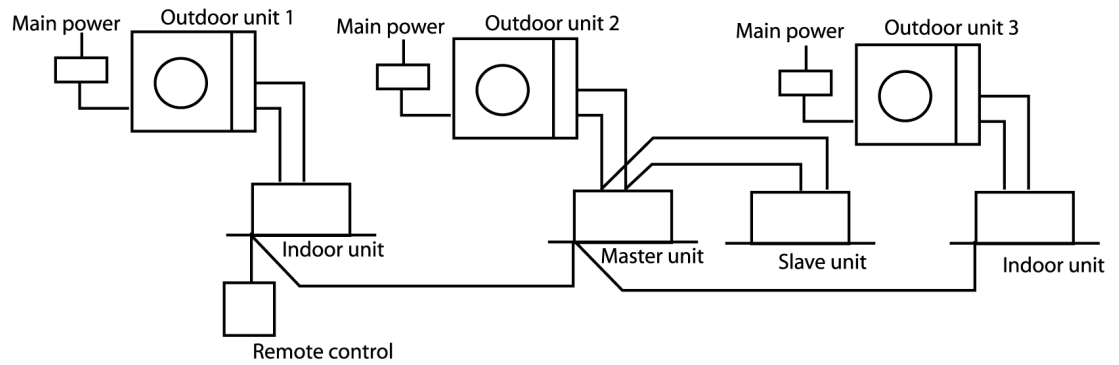 Main power
Outdoor unit 1
Main power
Outdoor unit 2
Main power
Outdoor unit 3
Indoor unit
Master unit
Slave unit
Indoor unit
Remote control